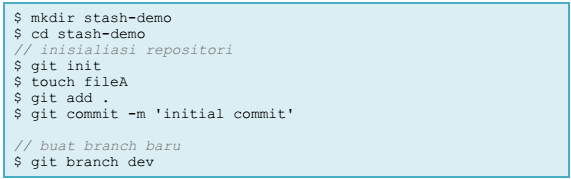 $ mkdir stash-demo
$ cd stash-demo
// inisialiasi repositori
$ git init
$ touch fileA
$ git add .
$ git commit -m 'initial commit'

// buat branch baru
$ git branch dev